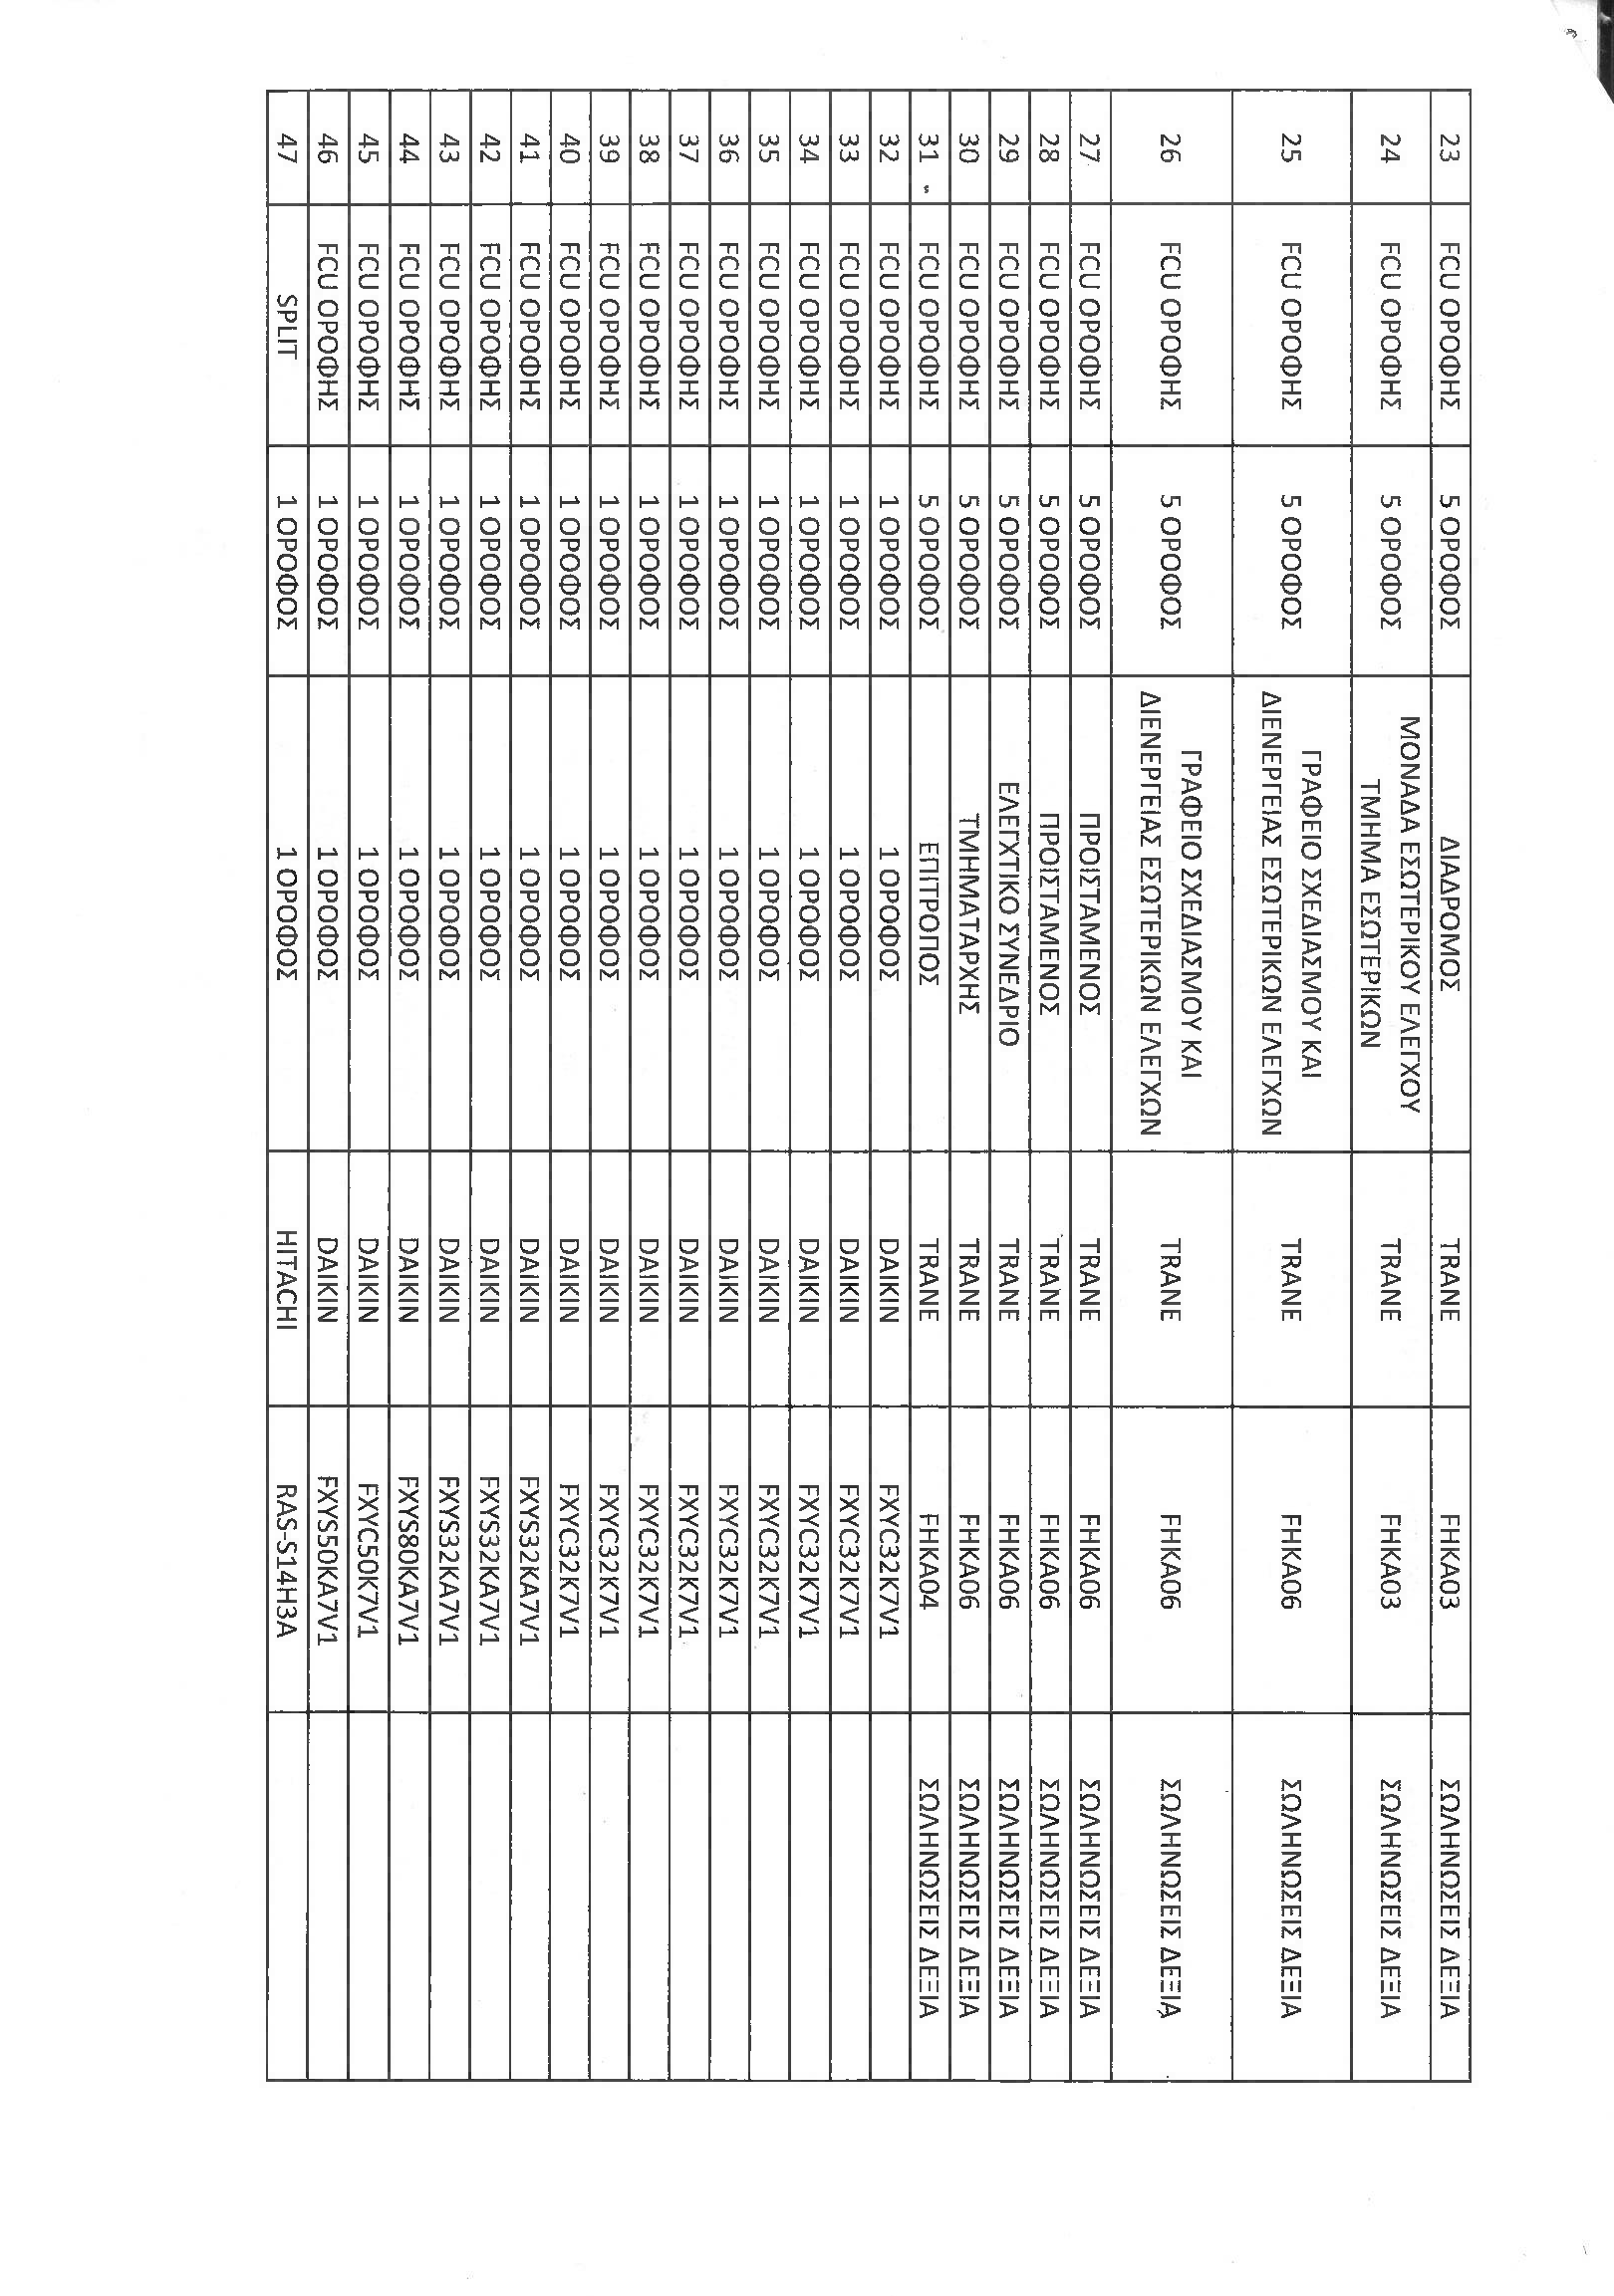 23 FCU ΟΡΟΦΗΣ 5 ΟΡΟΦΟΣ ΔΙΑΔΡΟΜΟΣ TRANE FHKA03 ΣΩΛΗΝΩΣΕΙΣ ΔΕΞΙΑ
24 FCU ΟΡΟΦΗΣ 5 ΟΡΟΦΟΣ ΜΟΝΑΔΑ ΕΣΩΤΕΡΙΚΟΥ ΕΛΕΓΧΟΥ
ΤΜΗΜΑ ΕΣΩΤΕΡΙΚΩΝ TRANE FHKA03 ΣΩΛΗΝΩΣΕΙΣ ΔΕΞΙΑ
25 FCU ΟΡΟΦΗΣ 5 ΟΡΟΦΟΣ ΓΡΑΦΕΙΟ ΣΧΕΔΙΑΣΜΟΥ ΚΑΙ
ΔΙΕΝΕΡΓΕΙΑΣ ΕΣΩΤΕΡΙΚΩΝ ΕΛΕΓΧΩΝ TRANE FHKA06 ΣΩΛΗΝΩΣΕΙΣ ΔΕΞΙΑ
26 FCU ΟΡΟΦΗΣ 5 ΟΡΟΦΟΣ ΓΡΑΦΕΙΟ ΣΧΕΔΙΑΣΜΟΥ ΚΑΙ
ΔΙΕΝΕΡΓΕΙΑΣ ΕΣΩΤΕΡΙΚΩΝ ΕΛΕΓΧΩΝ TRANE FHKA06 ΣΩΛΗΝΩΣΕΙΣ ΔΕΞΙΑ
27 FCU ΟΡΟΦΗΣ 5 ΟΡΟΦΟΣ ΠΡΟΙΣΤΑΜΕΝΟΣ TRANE FHKA06 ΣΩΛΗΝΩΣΕΙΣ ΔΕΞΙΑ
28 FCU ΟΡΟΦΗΣ 5 ΟΡΟΦΟΣ ΠΡΟΙΣΤΑΜΕΝΟΣ TRANE FHKA06 ΣΩΛΗΝΩΣΕΙΣ ΔΕΞΙΑ
29 FCU ΟΡΟΦΗΣ 5 ΟΡΟΦΟΣ ΕΛΕΓΧΤΙΚΟ ΣΥΝΕΔΡΙΟ TRANE FHKA06 ΣΩΛΗΝΩΣΕΙΣ ΔΕΞΙΑ
30 FCU ΟΡΟΦΗΣ 5 ΟΡΟΦΟΣ ΤΜΗΜΑΤΑΡΧΗΣ TRANE FHKA06 ΣΩΛΗΝΩΣΕΙΣ ΔΕΞΙΑ
31 FCU ΟΡΟΦΗΣ 5 ΟΡΟΦΟΣ ΕΠΙΤΡΟΠΟΣ TRANE FHKA04 ΣΩΛΗΝΩΣΕΙΣ ΔΕΞΙΑ
32 FCU ΟΡΟΦΗΣ 1 ΟΡΟΦΟΣ 1 ΟΡΟΦΟΣ DAIKIN FXYC32K7V1
33 FCU ΟΡΟΦΗΣ 1 ΟΡΟΦΟΣ 1 ΟΡΟΦΟΣ DAIKIN FXYC32K7V1
34 FCU ΟΡΟΦΗΣ 1 ΟΡΟΦΟΣ 1 ΟΡΟΦΟΣ DAIKIN FXYC32K7V1
35 FCU ΟΡΟΦΗΣ 1 ΟΡΟΦΟΣ 1 ΟΡΟΦΟΣ DAIKIN FXYC32K7V1
36 FCU ΟΡΟΦΗΣ 1 ΟΡΟΦΟΣ 1 ΟΡΟΦΟΣ DAIKIN FXYC32K7V1
37 FCU ΟΡΟΦΗΣ 1 ΟΡΟΦΟΣ 1 ΟΡΟΦΟΣ DAIKIN FXYC32K7V1
38 FCU ΟΡΟΦΗΣ 1 ΟΡΟΦΟΣ 1 ΟΡΟΦΟΣ DAIKIN FXYC32K7V1
39 FCU ΟΡΟΦΗΣ 1 ΟΡΟΦΟΣ 1 ΟΡΟΦΟΣ DAIKIN FXYC32K7V1
40 FCU ΟΡΟΦΗΣ 1 ΟΡΟΦΟΣ 1 ΟΡΟΦΟΣ DAIKIN FXYC32K7V1
41 FCU ΟΡΟΦΗΣ 1 ΟΡΟΦΟΣ 1 ΟΡΟΦΟΣ DAIKIN FXYS32KA7V1
42 FCU ΟΡΟΦΗΣ 1 ΟΡΟΦΟΣ 1 ΟΡΟΦΟΣ DAIKIN FXYS32KA7V1
43 FCU ΟΡΟΦΗΣ 1 ΟΡΟΦΟΣ 1 ΟΡΟΦΟΣ DAIKIN FXYS32KA7V1
44 FCU ΟΡΟΦΗΣ 1 ΟΡΟΦΟΣ 1 ΟΡΟΦΟΣ DAIKIN FXYS80KA7V1
45 FCU ΟΡΟΦΗΣ 1 ΟΡΟΦΟΣ 1 ΟΡΟΦΟΣ DAIKIN FXYC50K7V1
46 FCU ΟΡΟΦΗΣ 1 ΟΡΟΦΟΣ 1 ΟΡΟΦΟΣ DAIKIN FXYS50KA7V1
47 SPLIT 1 ΟΡΟΦΟΣ 1 ΟΡΟΦΟΣ HITACHI RAS-S14H3A